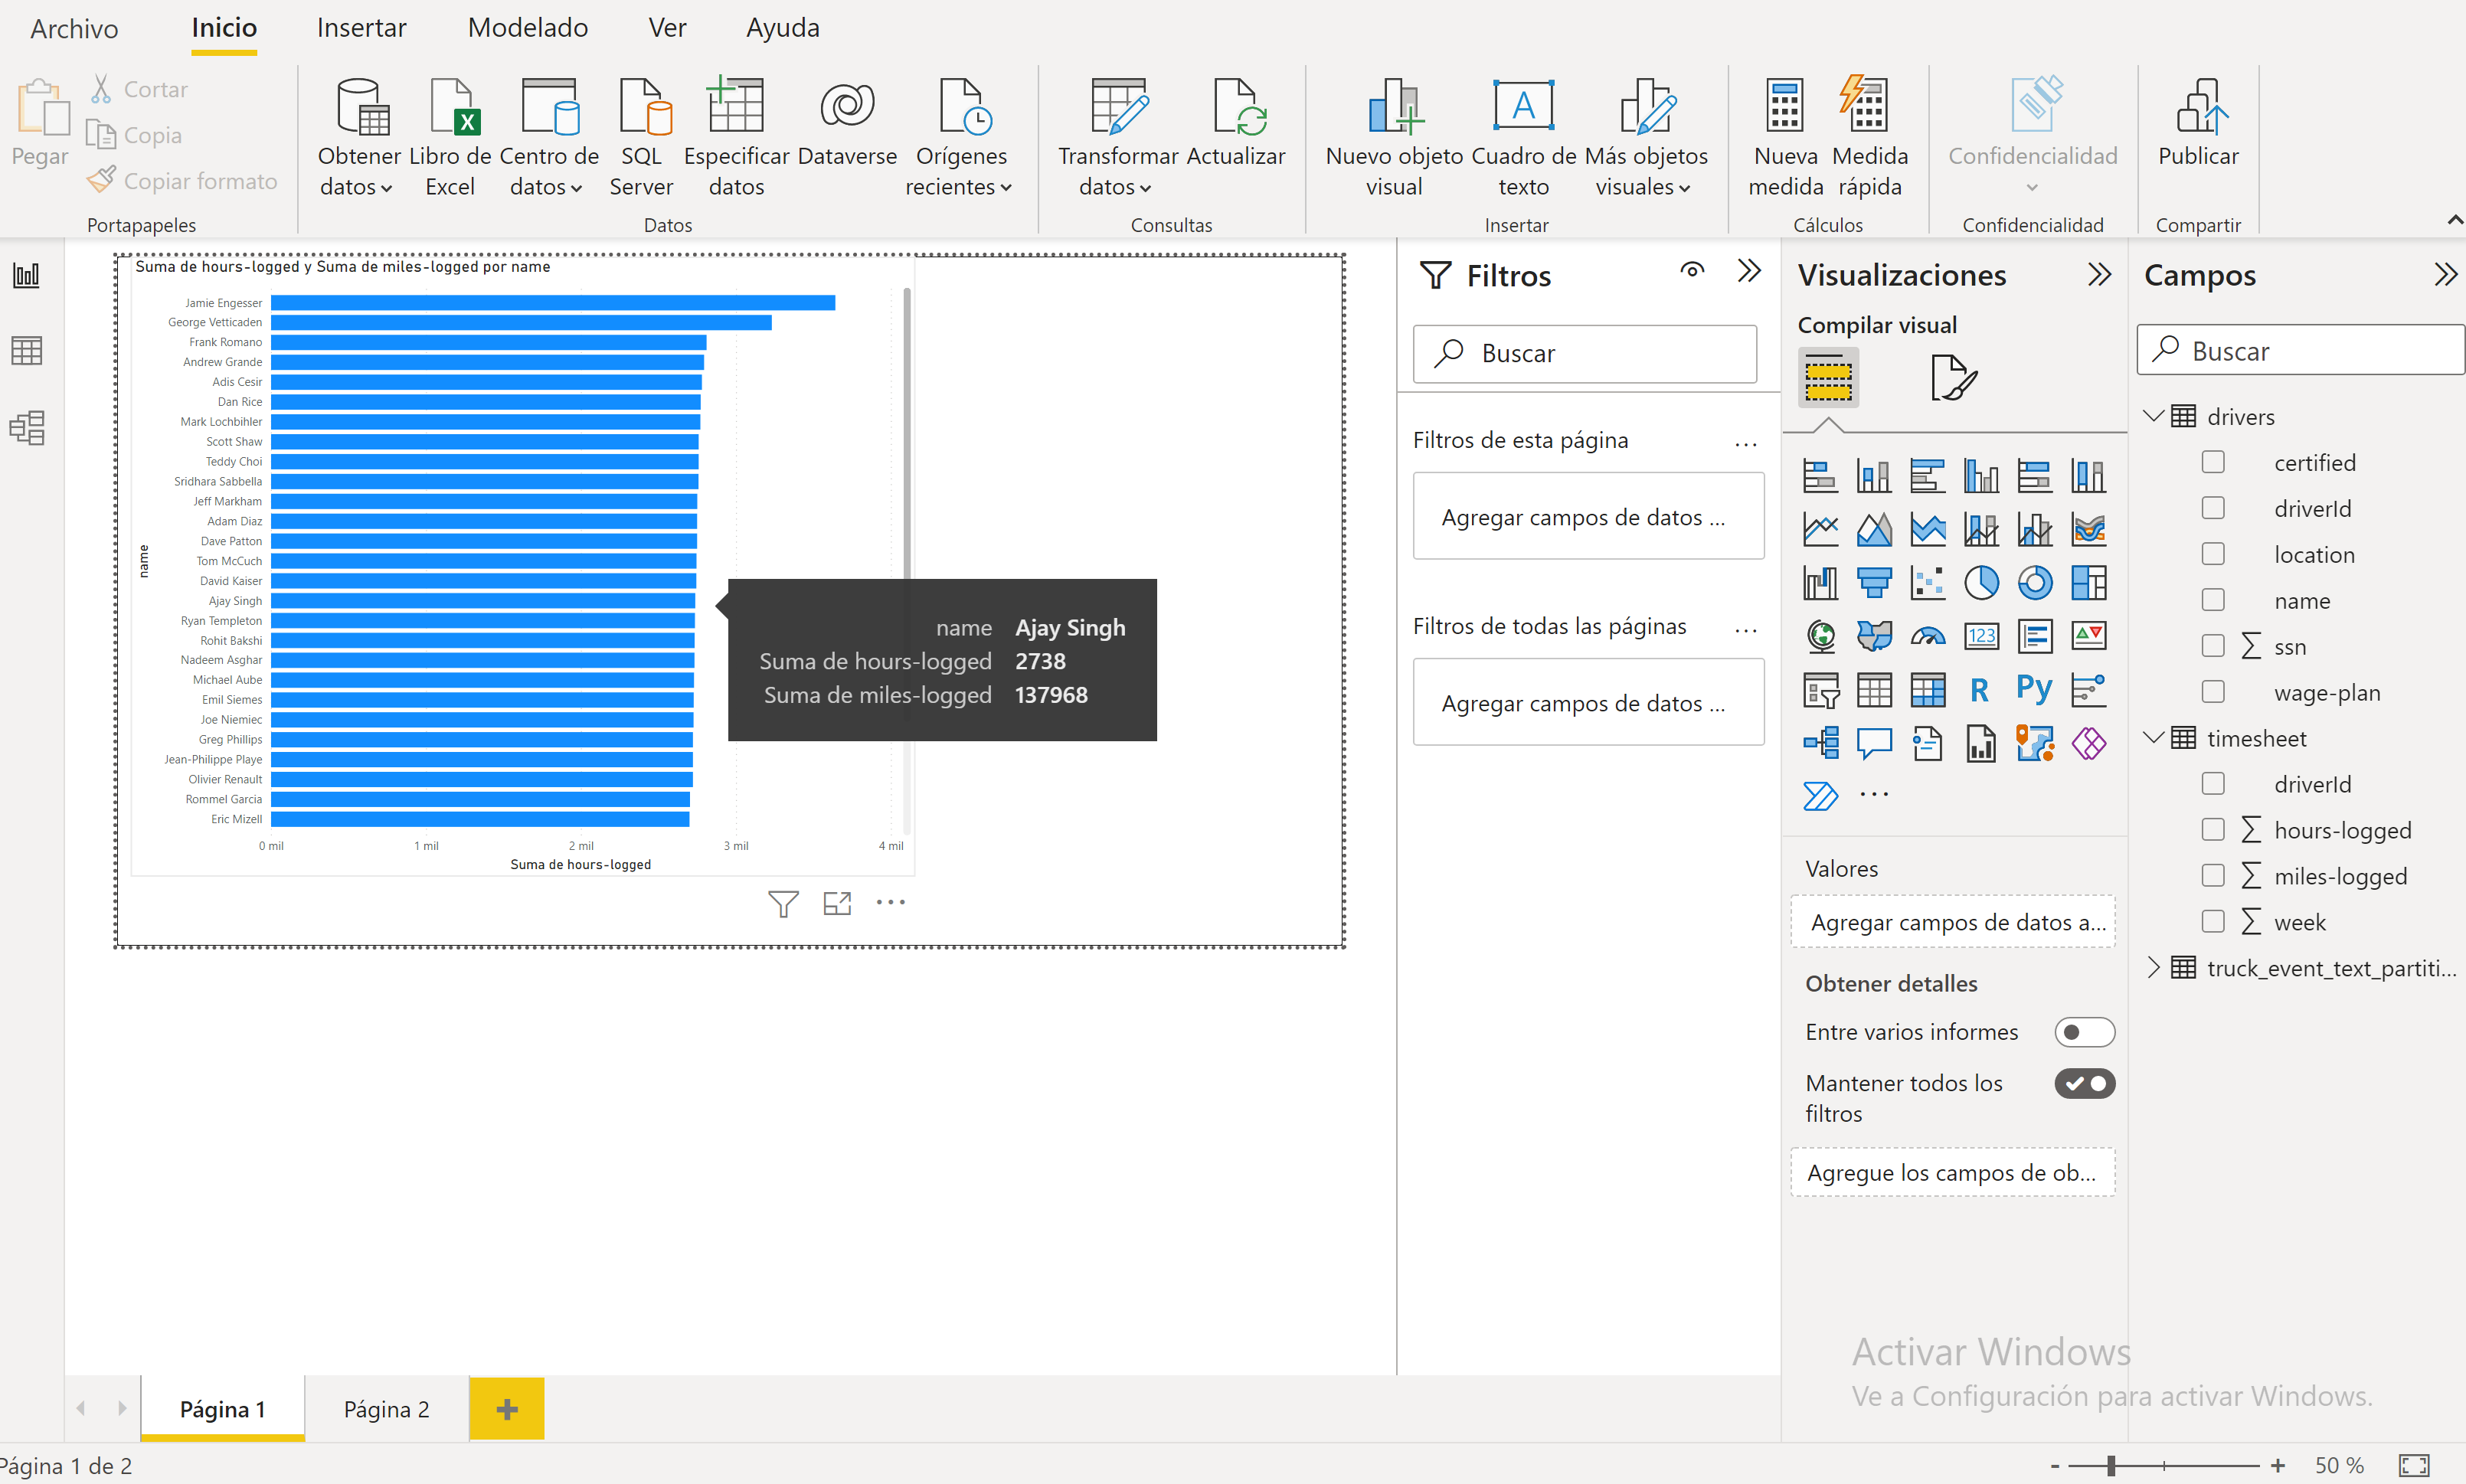 Archivo
Inicio
Insertar
Modelado
Ver
Ayuda
Pegar
Cortar
Copia
Copiar formato
Portapapeles
Obtener datos
Libro de Excel
Centro de datos
SQL Server
Especificar datos
Dataverse
Orígenes recientes
Datos
Transformar datos
Actualizar
Consultas
Nuevo objeto visual
Cuadro de texto
Más objetos visuales
Insertar
Nueva medida
Medida rápida
Cálculos
Confidencialidad
Confidencialidad
Publicar
Compartir
Suma de hours-logged y Suma de miles-logged por name
name
Jamie Engesser
George Vetticaden
Frank Romano
Andrew Grande
Adis Cesir
Dan Rice
Mark Lochbihler
Scott Shaw
Teddy Choi
Sridhara Sabbella
Jeff Markham
Adam Diaz
Dave Patton
Tom McCuch
David Kaiser
Ajay Singh
Ryan Templeton
Rohit Bakshi
Nadeem Asghar
Michael Aube
Emil Siemes
Joe Niemiec
Greg Phillips
Jean-Philippe Playe
Olivier Renault
Rommel Garcia
Eric Mizell
0 mil 1 mil 2 mil 3 mil 4 mil
Suma de hours-logged
name Ajay Singh
Suma de hours-logged 2738
Suma de miles-logged 137968
Filtros
Buscar
Filtros de esta página ...
Agregar campos de datos ...
Filtros de todas las páginas ...
Agregar campos de datos ...
Visualizaciones
Compilar visual
123
R
Py
...
Valores
Agregar campos de datos a...
Obtener detalles
Entre varios informes
Mantener todos los
filtros
Agregue los campos de ob...
Campos
Buscar
drivers
certified
driverId
location
name
∑ ssn
wage-plan
timesheet
driverId
∑ hours-logged
∑ miles-logged
∑ week
truck_event_text_partiti...
Activar Windows
Ve a Configuración para activar Windows.
Página 1
Página 2
+
Página 1 de 2
- + 50 %